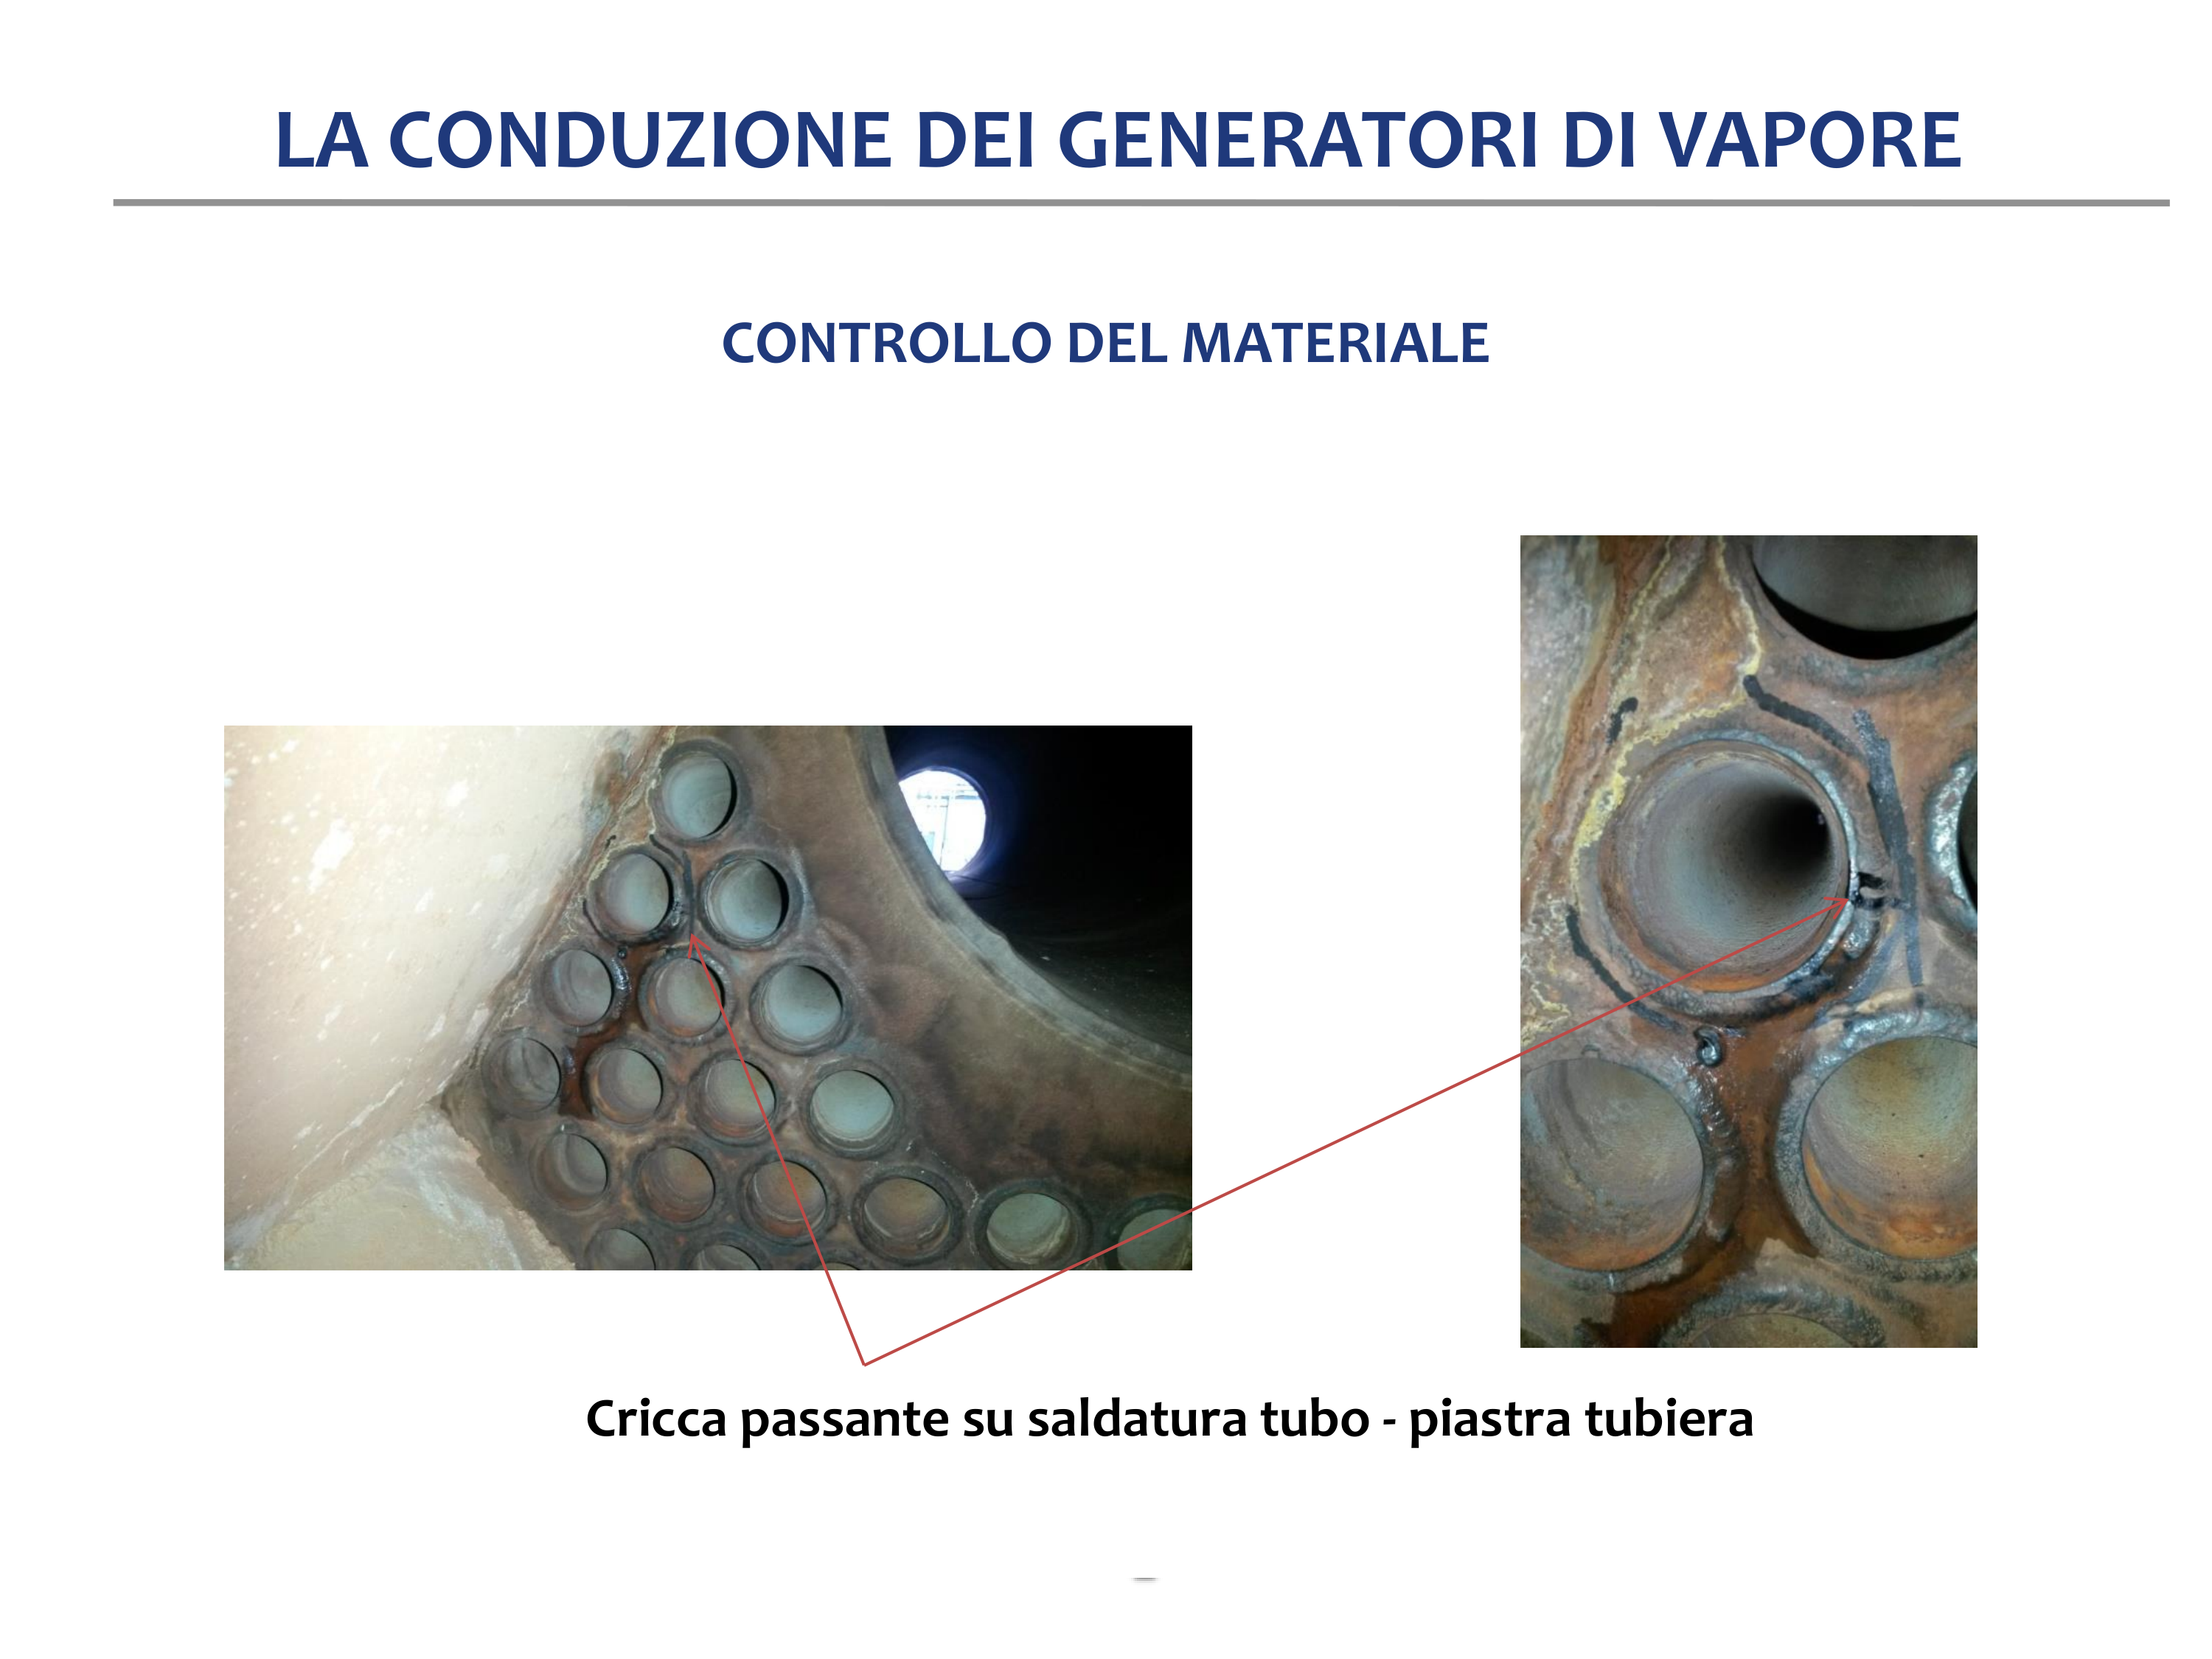 LA CONDUZIONE DEI GENERATORI DI VAPORE
CONTROLLO DEL MATERIALE
Cricca passante su saldatura tubo - piastra tubiera